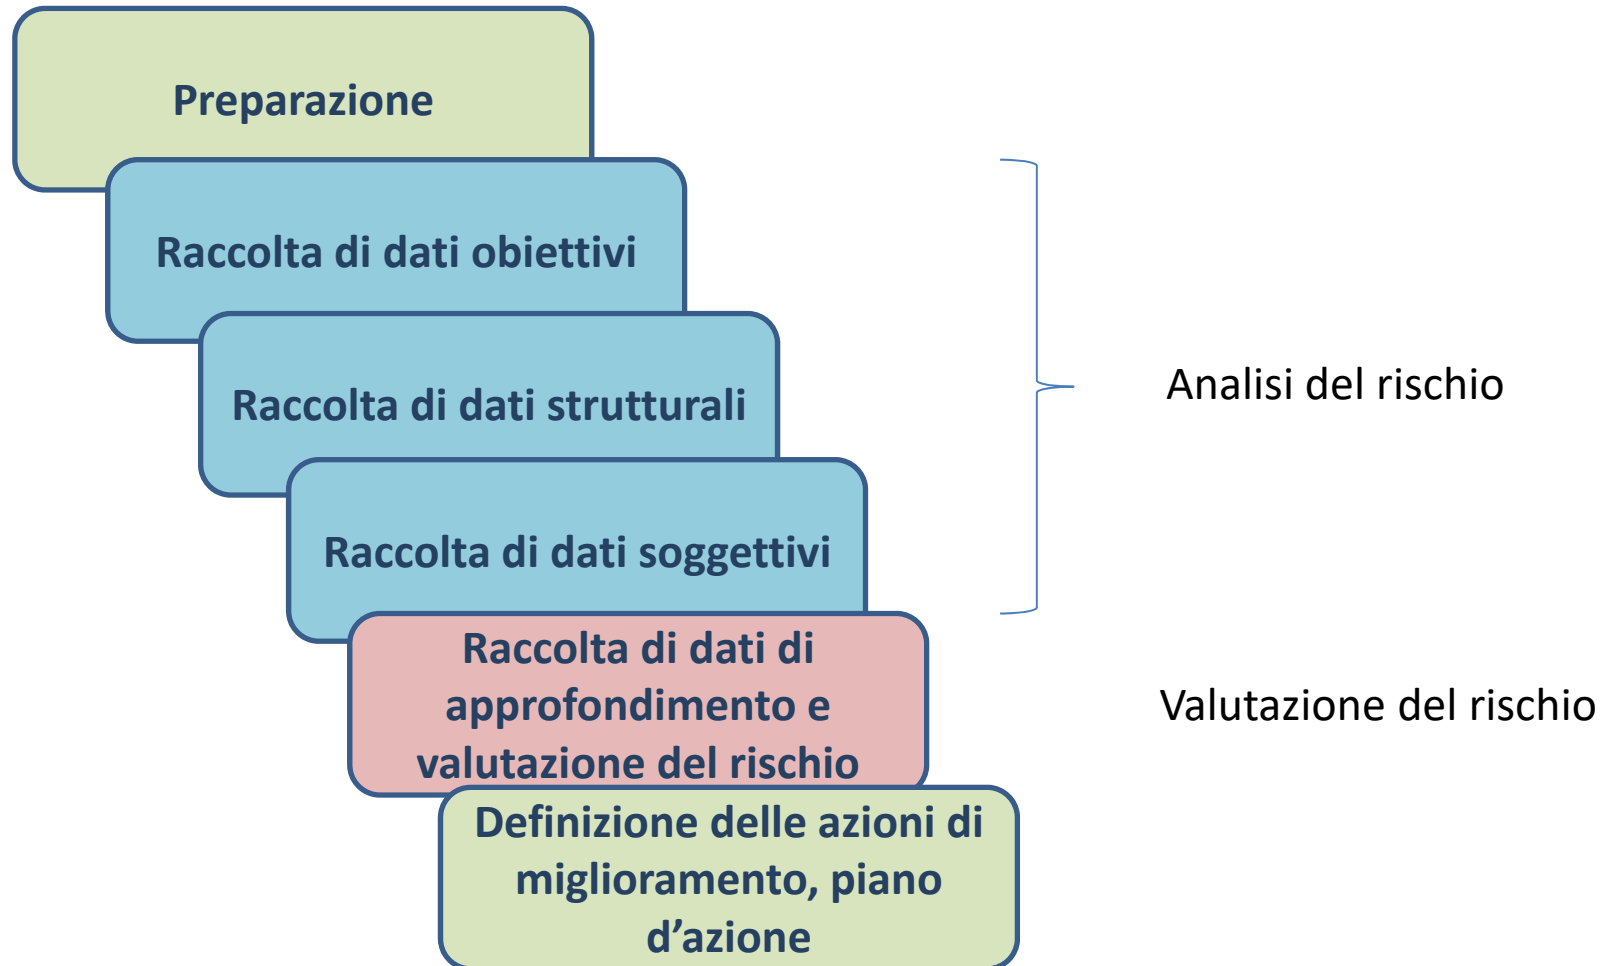 Preparazione
Raccolta di dati obiettivi
Raccolta di dati strutturali
Analisi del rischio
Raccolta di dati soggettivi
Raccolta di dati di
approfondimento e
valutazione del rischio
Valutazione del rischio
Definizione delle azioni di
miglioramento, piano
d’azione